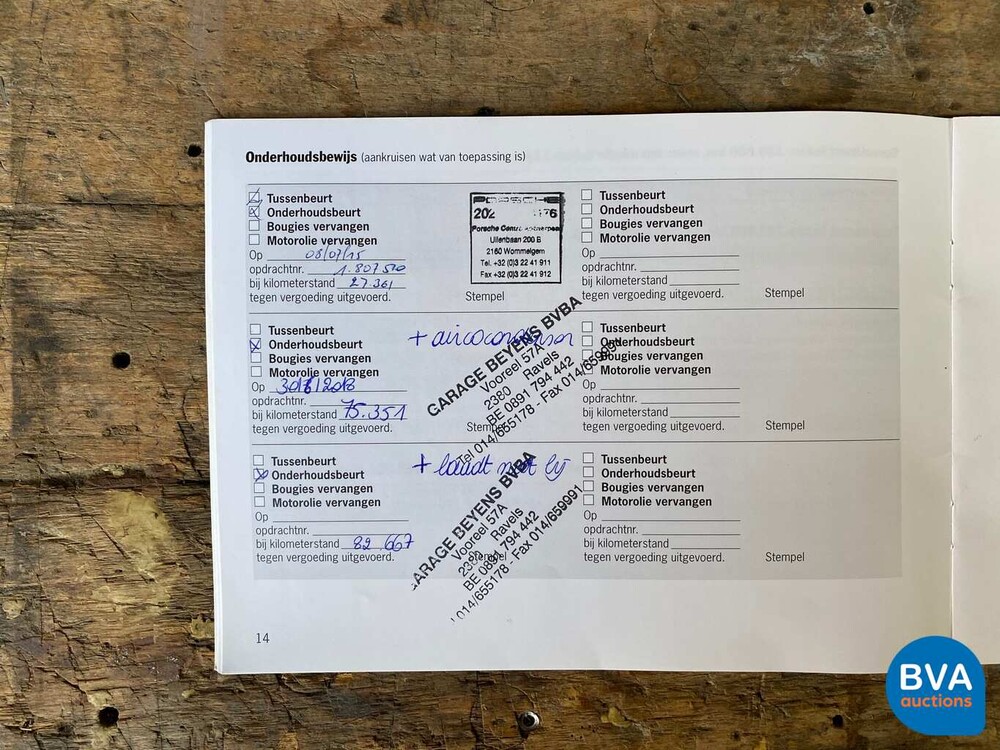 Onderhoudsbewijs (aankruisen wat van toepassing is)
Tussenbeurt
Onderhoudsbeurt
Bougies vervangen
Motorolie vervangen
Op 08/07/15
opdrachtnr. 1.807.520
bij kilometerstand 27.361
tegen vergoeding uitgevoerd.
PORSCHE
Porsche Centre Antwerpen
Uilenbaan 200 B
2160 Wommelgem
Tel. +32 (0)3 22 41 911
Fax +32 (0)3 22 41 912
Stempel
Tussenbeurt
Onderhoudsbeurt
Bougies vervangen
Motorolie vervangen
Op
opdrachtnr.
bij kilometerstand
tegen vergoeding uitgevoerd.
Stempel
Tussenbeurt
Onderhoudsbeurt
Bougies vervangen
Motorolie vervangen
Op
opdrachtnr.
bij kilometerstand 75.351
tegen vergoeding uitgevoerd.
GARAGE BEYENS BVBA
Vooreel 57A
2380 Ravels
BE 0891 794 442
Tel 014/655178 - Fax 014/659991
Stempel
Tussenbeurt
Onderhoudsbeurt
Bougies vervangen
Motorolie vervangen
Op
opdrachtnr.
bij kilometerstand
tegen vergoeding uitgevoerd.
Stempel
Tussenbeurt
Onderhoudsbeurt
Bougies vervangen
Motorolie vervangen
Op
opdrachtnr.
bij kilometerstand 82.667
tegen vergoeding uitgevoerd.
GARAGE BEYENS BVBA
Vooreel 57A
2380 Ravels
BE 0891 794 442
014/655178 - Fax 014/659991
Stempel
Tussenbeurt
Onderhoudsbeurt
Bougies vervangen
Motorolie vervangen
Op
opdrachtnr.
bij kilometerstand
tegen vergoeding uitgevoerd.
Stempel
14
BVA
auctions